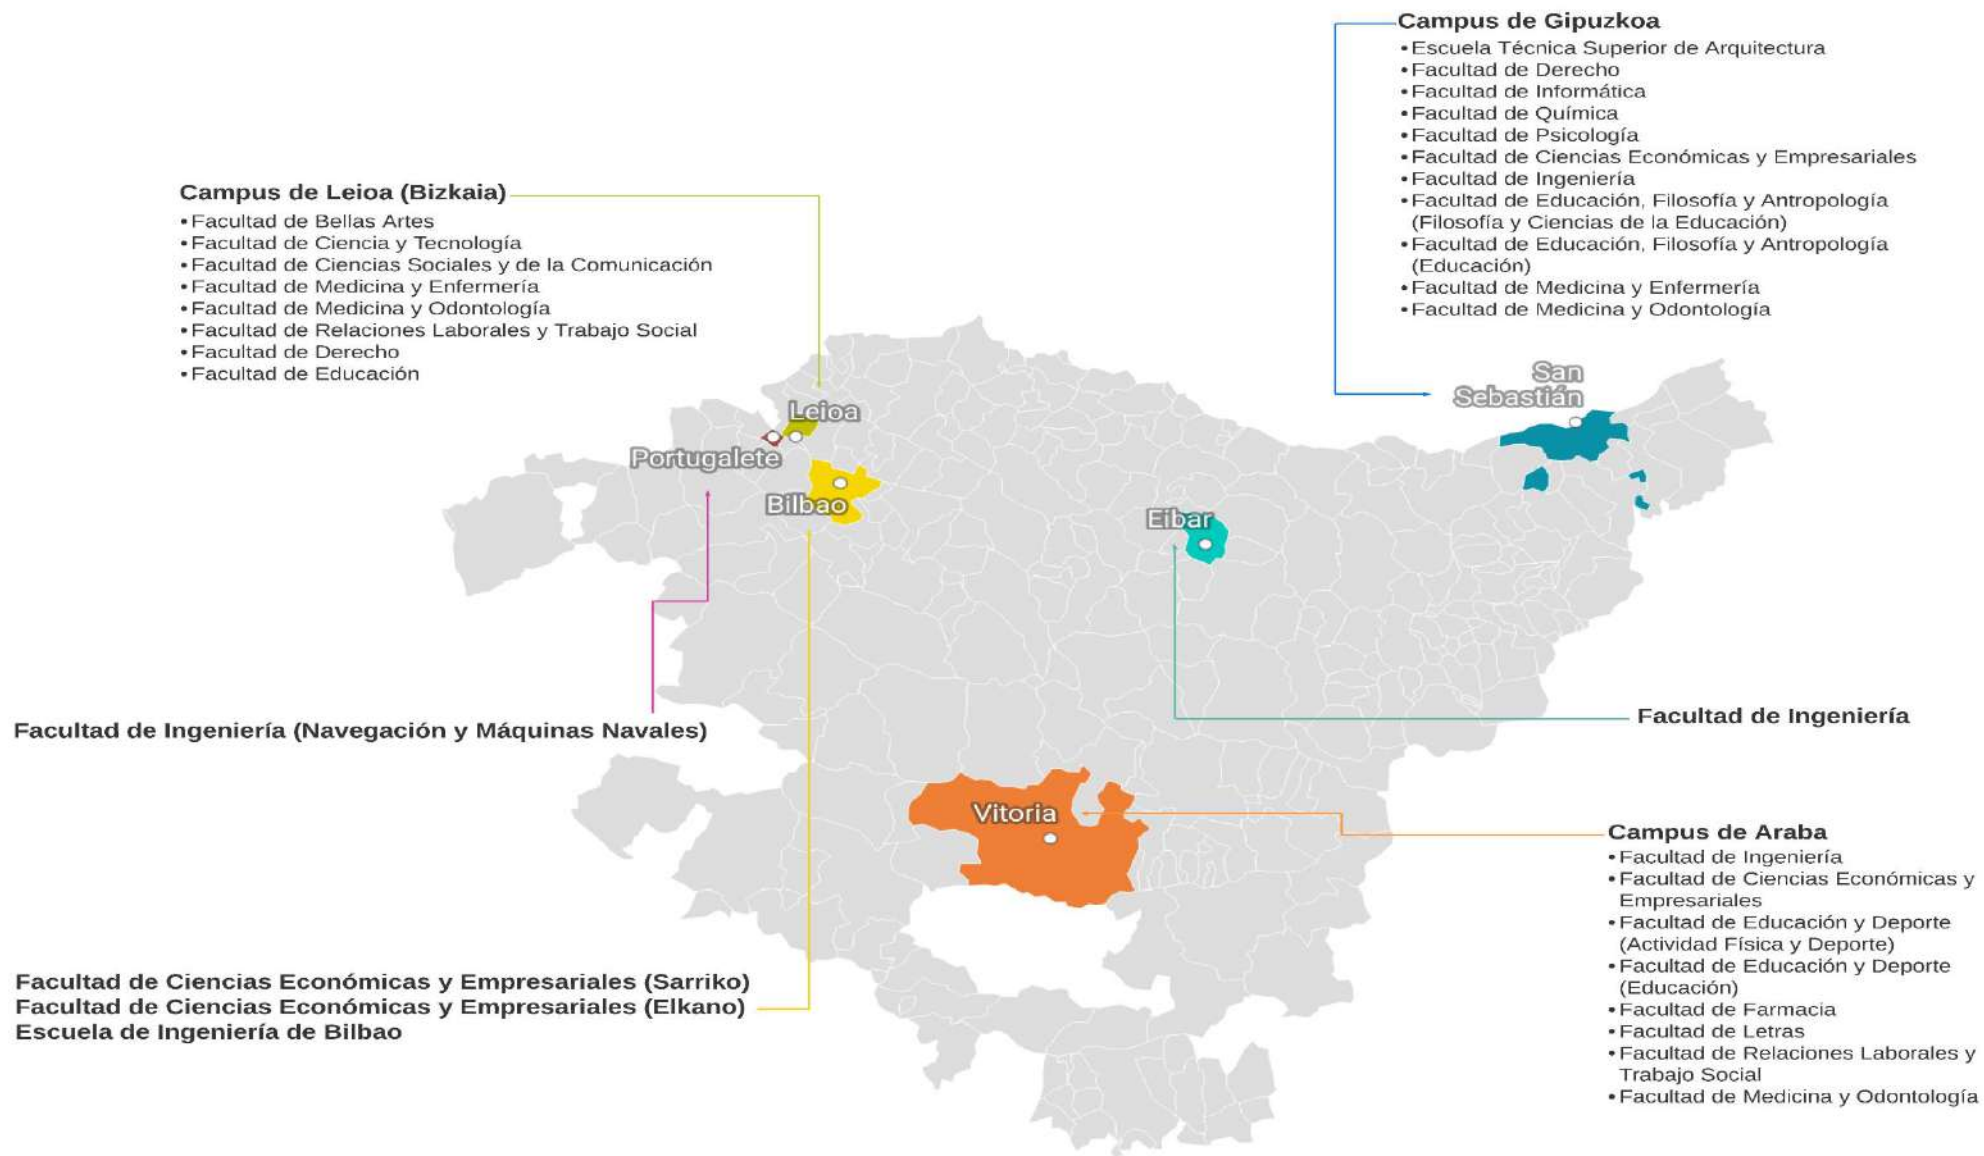 Campus de Gipuzkoa
•Escuela Técnica Superior de Arquitectura
•Facultad de Derecho
•Facultad de Informática
•Facultad de Química
•Facultad de Psicología
•Facultad de Ciencias Económicas y Empresariales
•Facultad de Ingeniería
•Facultad de Educación, Filosofía y Antropología
(Filosofía y Ciencias de la Educación)
•Facultad de Educación, Filosofía y Antropología
(Educación)
•Facultad de Medicina y Enfermería
•Facultad de Medicina y Odontología
Campus de Leioa (Bizkaia)
•Facultad de Bellas Artes
•Facultad de Ciencia y Tecnología
•Facultad de Ciencias Sociales y de la Comunicación
•Facultad de Medicina y Enfermería
•Facultad de Medicina y Odontología
•Facultad de Relaciones Laborales y Trabajo Social
•Facultad de Derecho
•Facultad de Educación
San
Sebastián
Leioa
Portugalete
Bilbao
Eibar
Facultad de Ingeniería (Navegación y Máquinas Navales)
Facultad de Ingeniería
Vitoria
Campus de Araba
•Facultad de Ingeniería
•Facultad de Ciencias Económicas y
Empresariales
•Facultad de Educación y Deporte
(Actividad Física y Deporte)
•Facultad de Educación y Deporte
(Educación)
•Facultad de Farmacia
•Facultad de Letras
•Facultad de Relaciones Laborales y
Trabajo Social
•Facultad de Medicina y Odontología
Facultad de Ciencias Económicas y Empresariales (Sarriko)
Facultad de Ciencias Económicas y Empresariales (Elkano)
Escuela de Ingeniería de Bilbao